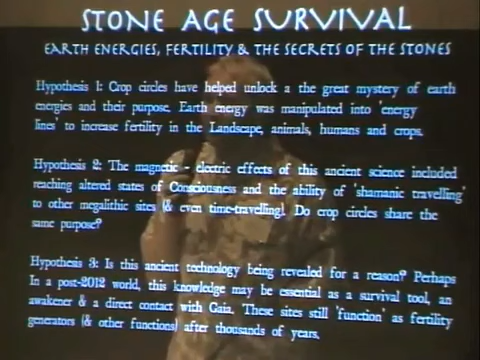 STONE AGE SURVIVAL
EARTH ENERGIES, FERTILITY & THE SECRETS OF THE STONES
Hypothesis 1: Crop circles have helped unlock a the great mystery of earth
energies and their purpose. Earth energy was manipulated into 'energy
lines' to increase fertility in the Landscape, animals, humans and crops.
Hypothesis 2: The magnetic - electric effects of this ancient science included
reaching altered states of Consciousness and the ability of 'shamanic travelling'
to other megalithic sites (& even time-travelling). Do crop circles share the
same purpose?
Hypothesis 3: Is this ancient technology being revealed for a reason? Perhaps
In a post-2012 world, this knowledge may be essential as a survival tool, an
awakener & a direct contact with Gaia. These sites still 'function' as fertility
generators (& other functions) after thousands of years.